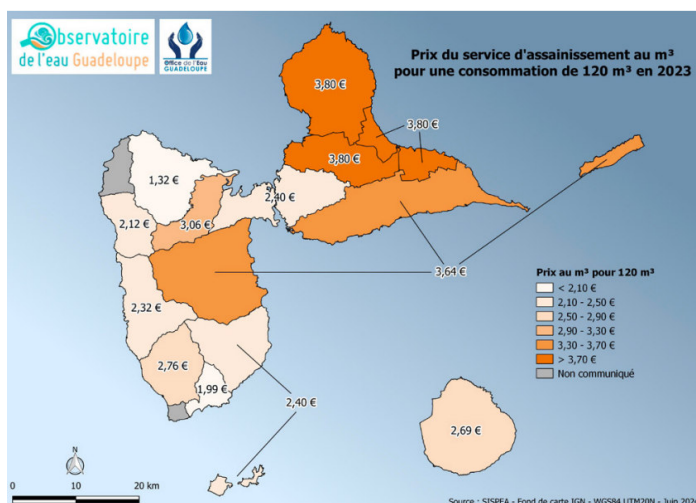 Observatoire
de l'eau Guadeloupe
Office de l'Eau
GUADELOUPE
Prix du service d'assainissement au m³
pour une consommation de 120 m³ en 2023
3,80 €
3,80 €
3,80 €
1,32 €
2,40 €
2,12 €
3,06 €
3,64 €
2,32 €
2,76 €
1,99 €
2,40 €
2,69 €
Prix au m³ pour 120 m³
< 2,10 €
2,10 - 2,50 €
2,50 - 2,90 €
2,90 - 3,30 €
3,30 - 3,70 €
> 3,70 €
Non communiqué
N
0 10 20 km
Source : SISPEA - Fond de carte IGN - WGS84 UTM20N - Juin 2024